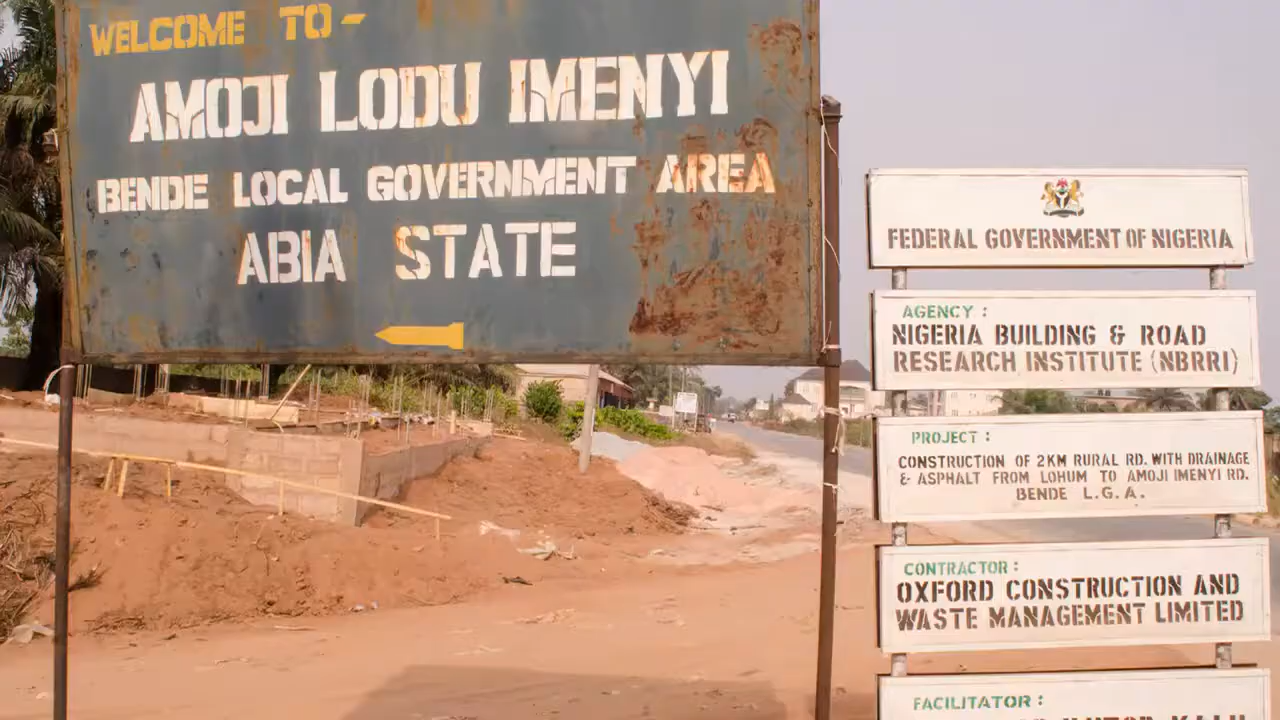 WELCOME TO-
AMOJI LODU IMENYI
BENDE LOCAL GOVERNMENT AREA
ABIA STATE
FEDERAL GOVERNMENT OF NIGERIA
AGENCY:
NIGERIA BUILDING & ROAD
RESEARCH INSTITUTE (NBRRI)
PROJECT:
CONSTRUCTION OF 2KM RURAL RD. WITH DRAINAGE
& ASPHALT FROM LOHUM TO AMOJI IMENYI RD.
BENDE L.G.A.
CONTRACTOR:
OXFORD CONSTRUCTION AND
WASTE MANAGEMENT LIMITED
FACILITATOR: